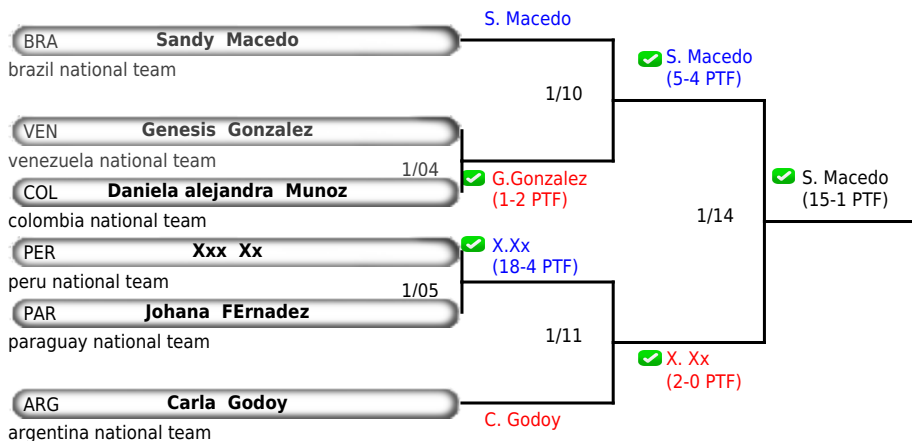 S. Macedo
BRA Sandy Macedo
brazil national team
S. Macedo
(5-4 PTF)
1/10
VEN Genesis Gonzalez
venezuela national team
1/04
G.Gonzalez
(1-2 PTF)
COL Daniela alejandra Munoz
colombia national team
S. Macedo
(15-1 PTF)
1/14
PER Xxx Xx
peru national team
X.Xx
(18-4 PTF)
1/05
PAR Johana FErnadez
paraguay national team
1/11
X. Xx
(2-0 PTF)
ARG Carla Godoy
argentina national team
C. Godoy